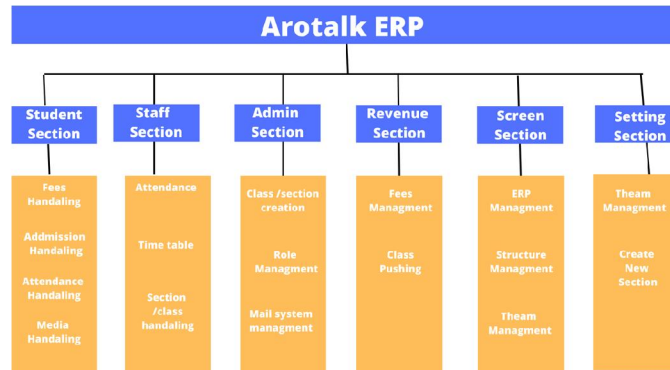 Arotalk ERP
Student
Section
Staff
Section
Admin
Section
Revenue
Section
Screen
Section
Setting
Section
Fees
Handaling
Addmission
Handaling
Attendance
Handaling
Media
Handaling
Attendance
Time table
Section
/class
handaling
Class /section
creation
Role
Managment
Mail system
managment
Fees
Managment
Class
Pushing
ERP
Managment
Structure
Managment
Theam
Managment
Theam
Managment
Create
New
Section